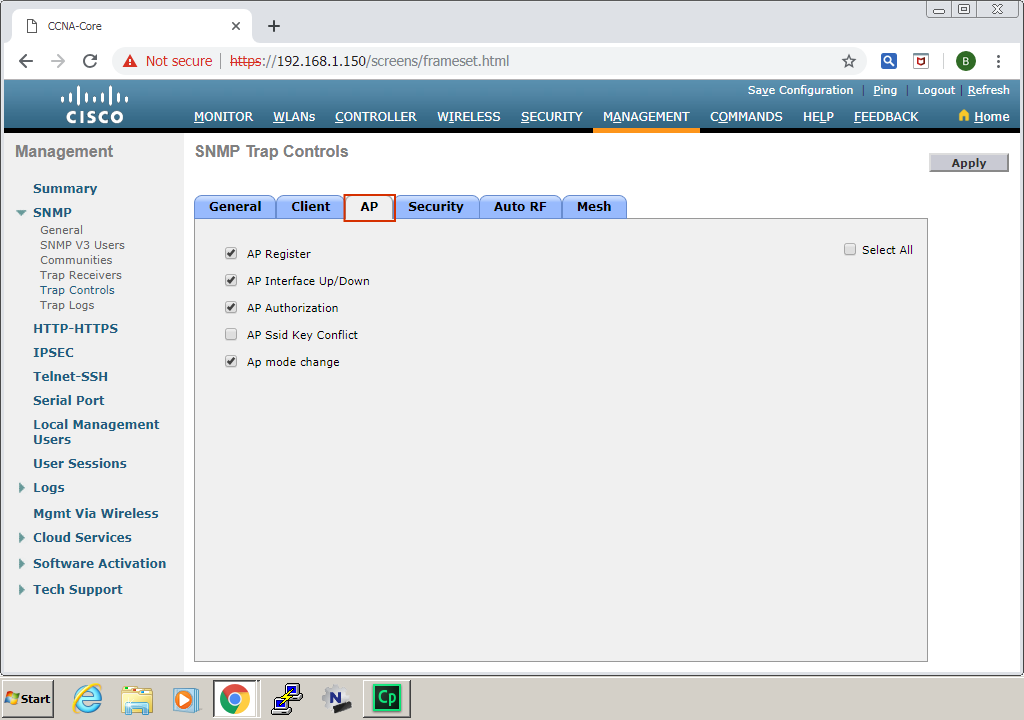 CCNA-Core
Not secure
https://192.168.1.150/screens/frameset.html
B
Save Configuration Ping Logout Refresh
CISCO
MONITOR WLANs CONTROLLER WIRELESS SECURITY MANAGEMENT COMMANDS HELP FEEDBACK Home
Management
SNMP Trap Controls
Apply
Summary
SNMP
General
SNMP V3 Users
Communities
Trap Receivers
Trap Controls
Trap Logs
HTTP-HTTPS
IPSEC
Telnet-SSH
Serial Port
Local Management
Users
User Sessions
Logs
Mgmt Via Wireless
Cloud Services
Software Activation
Tech Support
General Client AP Security Auto RF Mesh
AP Register
Select All
AP Interface Up/Down
AP Authorization
AP Ssid Key Conflict
Ap mode change
Start
N
Cp